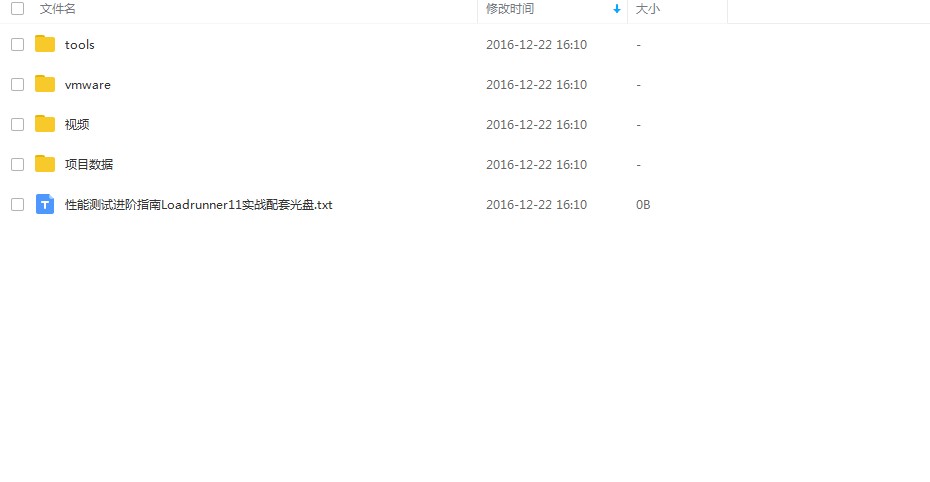 文件名 修改时间 大小
tools 2016-12-22 16:10 -
vmware 2016-12-22 16:10 -
视频 2016-12-22 16:10 -
项目数据 2016-12-22 16:10 -
性能测试进阶指南Loadrunner11实战配套光盘.txt 2016-12-22 16:10 0B